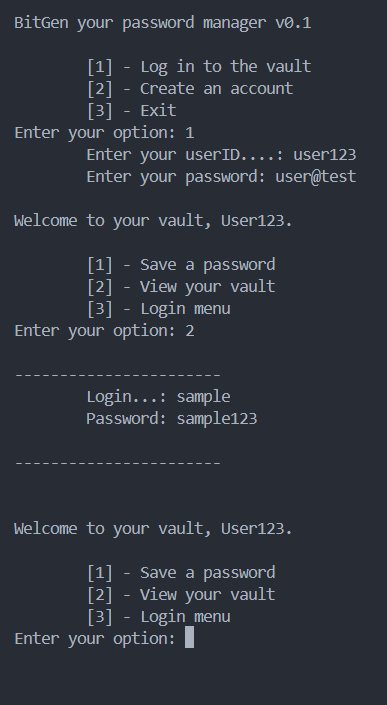 BitGen your password manager v0.1
[1] - Log in to the vault
[2] - Create an account
[3] - Exit
Enter your option: 1
Enter your userID....: user123
Enter your password: user@test
Welcome to your vault, User123.
[1] - Save a password
[2] - View your vault
[3] - Login menu
Enter your option: 2
-----------------------
Login...: sample
Password: sample123
-----------------------
Welcome to your vault, User123.
[1] - Save a password
[2] - View your vault
[3] - Login menu
Enter your option: